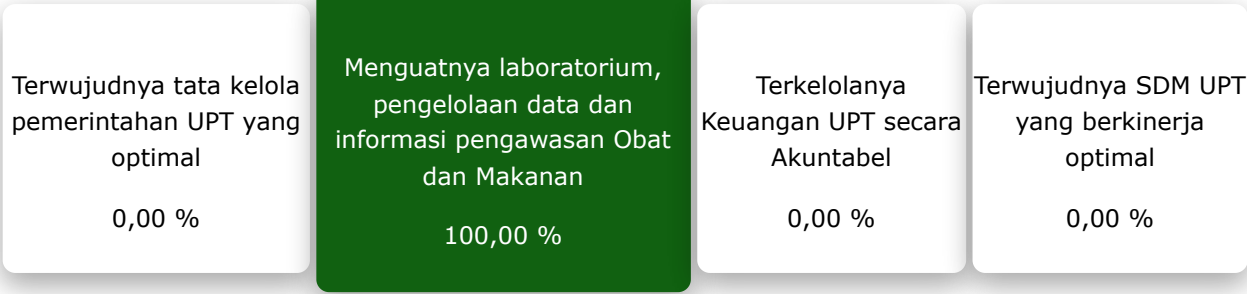 Terwujudnya tata kelola
pemerintahan UPT yang
optimal
0,00 %
Menguatnya laboratorium,
pengelolaan data dan
informasi pengawasan Obat
dan Makanan
100,00 %
Terkelolanya
Keuangan UPT secara
Akuntabel
0,00 %
Terwujudnya SDM UPT
yang berkinerja
optimal
0,00 %